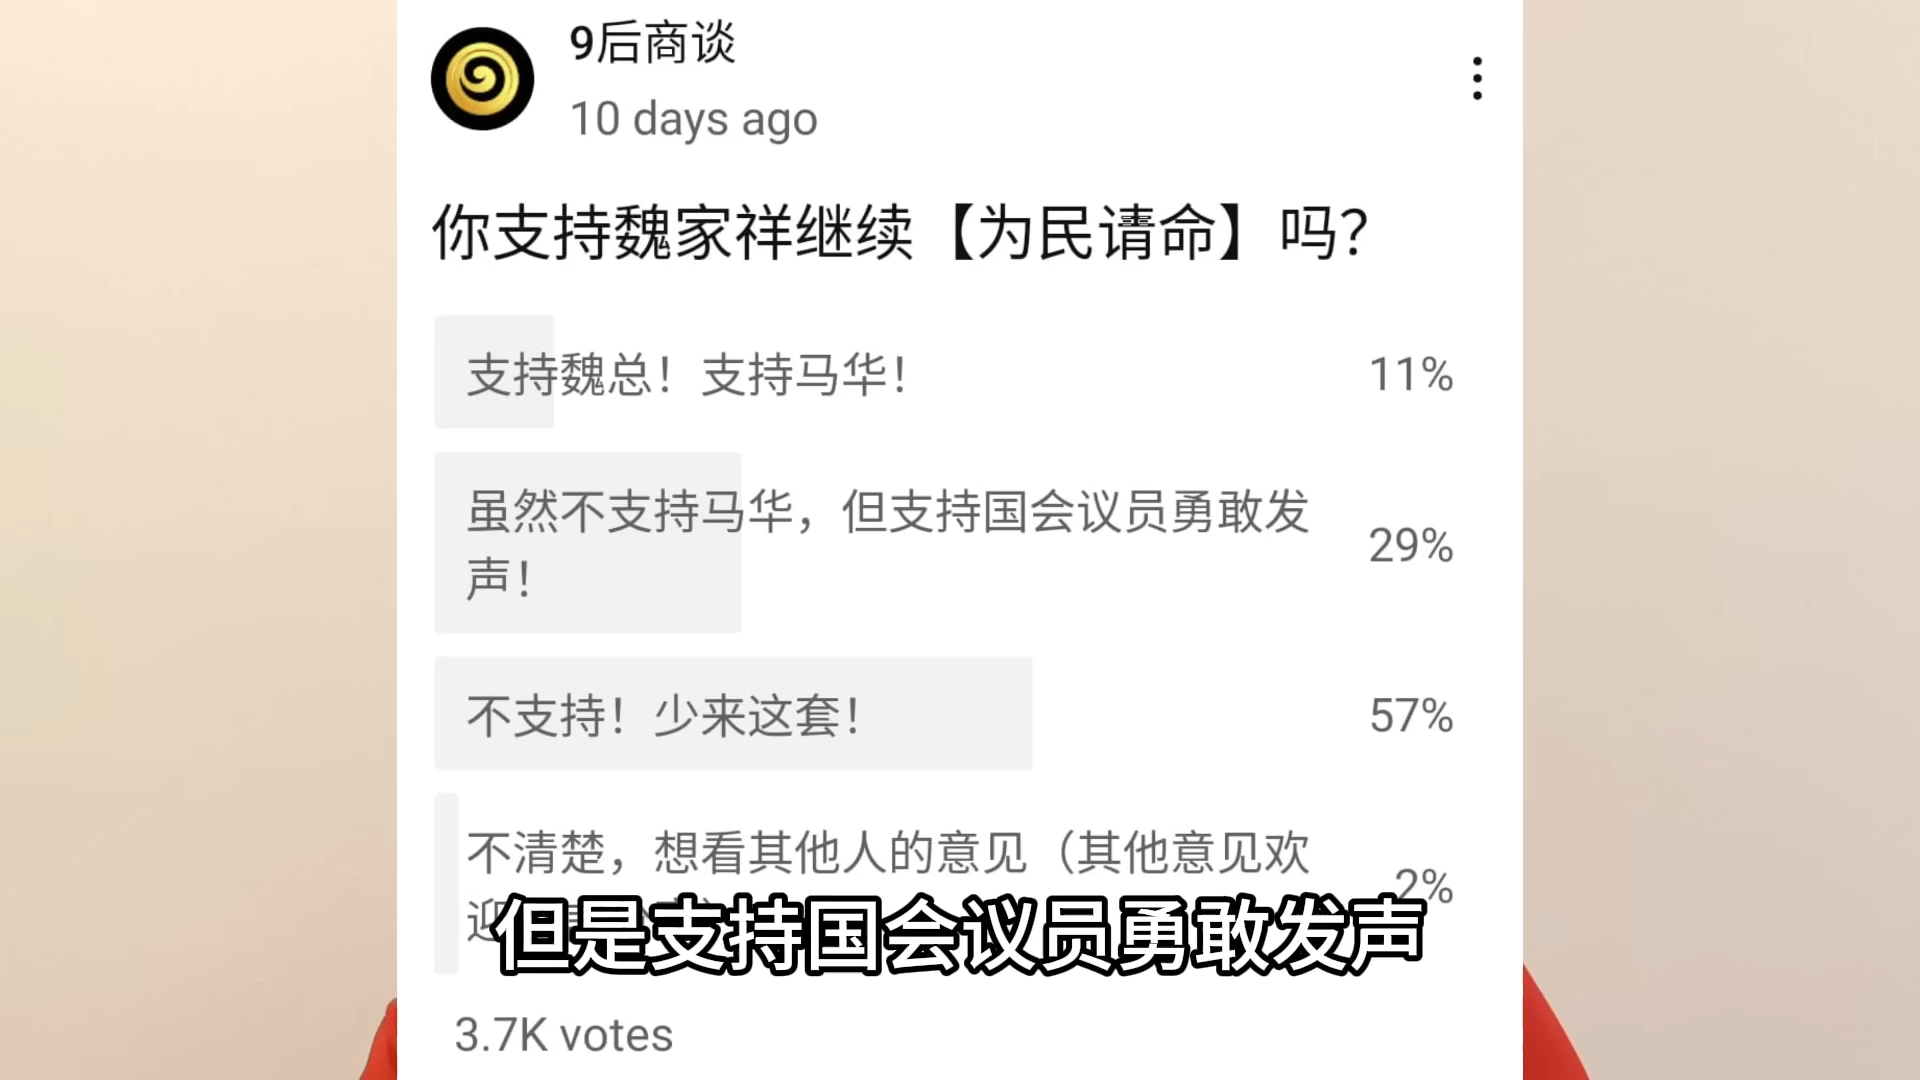 9后商谈
10 days ago
你支持魏家祥继续【为民请命】吗？
支持魏总！支持马华！
11%
虽然不支持马华，但支持国会议员勇敢发
声！
29%
不支持！少来这套！
57%
不清楚，想看其他人的意见（其他意见欢
迎
2%
但是支持国会议员勇敢发声
3.7K votes